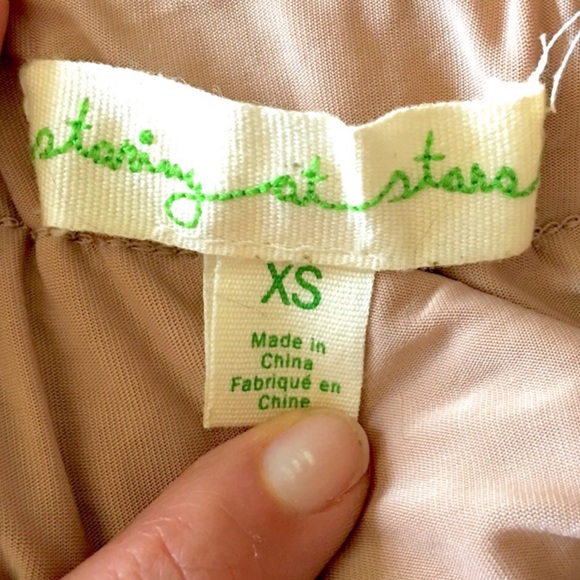 staring at stars
XS
Made in
China
Fabriqué en
Chine